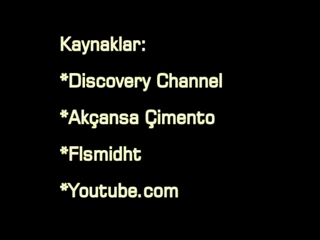 Kaynaklar:
*Discovery Channel
*Akçansa Çimento
*Flsmidht
*Youtube.com